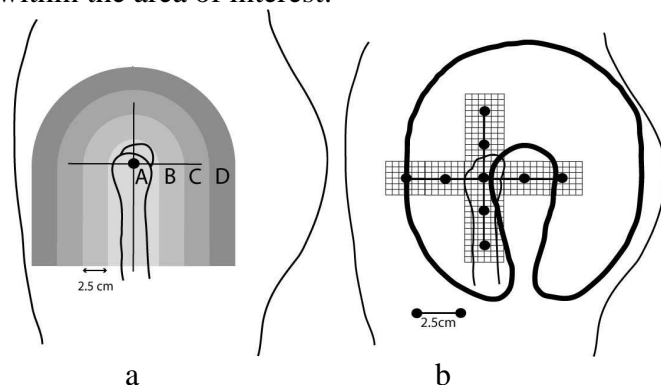 within the area of interest.
A B C D
2.5 cm
2.5cm
a b